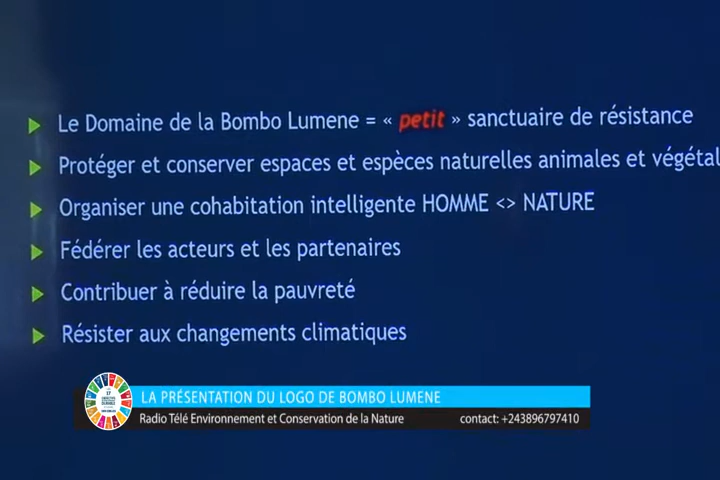 Le Domaine de la Bombo Lumene = « petit » sanctuaire de résistance
Protéger et conserver espaces et espèces naturelles animales et végétal
Organiser une cohabitation intelligente HOMME <> NATURE
Fédérer les acteurs et les partenaires
Contribuer à réduire la pauvreté
Résister aux changements climatiques
LA PRÉSENTATION DU LOGO DE BOMBO LUMENE
Radio Télé Environnement et Conservation de la Nature contact: +243896797410